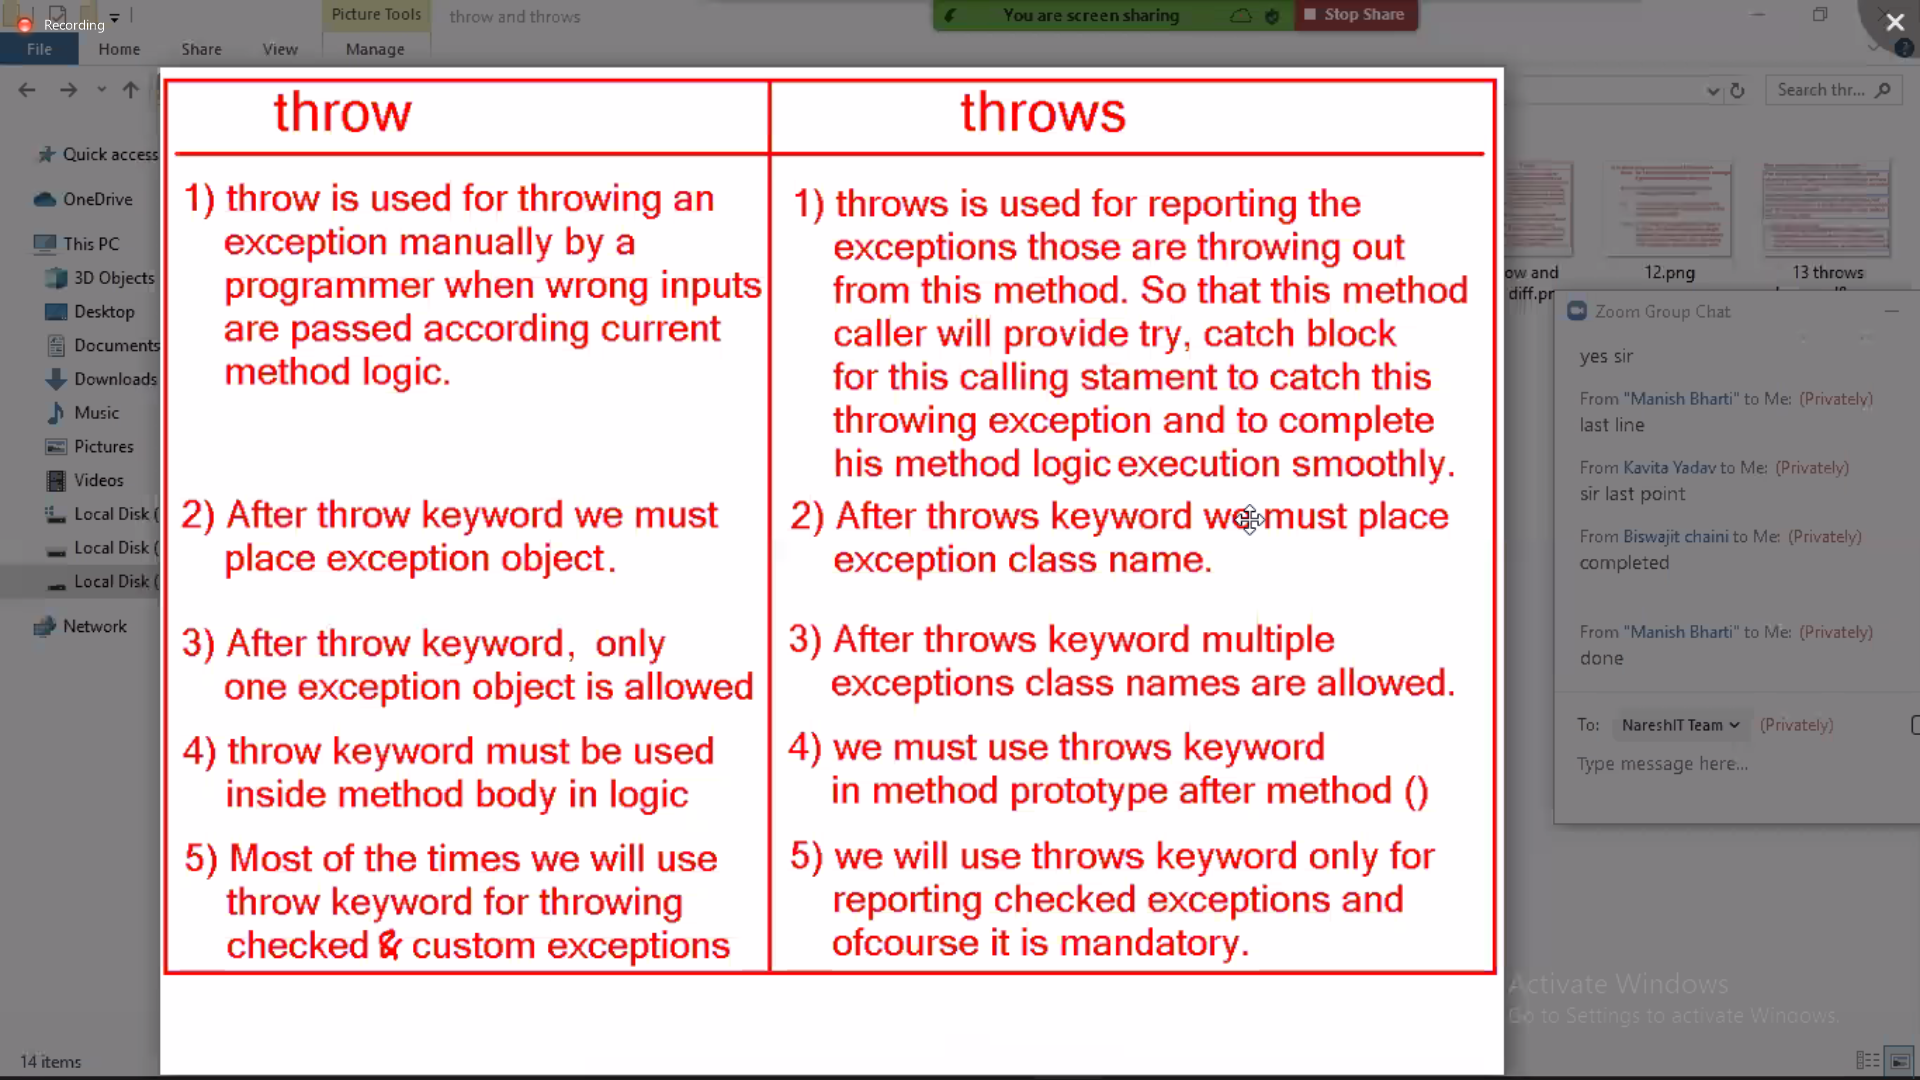 Recording
Picture Tools
throw and throws
You are screen sharing
Stop Share
File
Home
Share
View
Manage
Search thr...
Quick access
OneDrive
This PC
3D Objects
Desktop
Documents
Downloads
Music
Pictures
Videos
Local Disk (
Local Disk (
Local Disk (
Network
14 items
throw
1) throw is used for throwing an
exception manually by a
programmer when wrong inputs
are passed according current
method logic.
2) After throw keyword we must
place exception object.
3) After throw keyword, only
one exception object is allowed
4) throw keyword must be used
inside method body in logic
5) Most of the times we will use
throw keyword for throwing
checked & custom exceptions
throws
1) throws is used for reporting the
exceptions those are throwing out
from this method. So that this method
caller will provide try, catch block
for this calling stament to catch this
throwing exception and to complete
his method logic execution smoothly.
2) After throws keyword we must place
exception class name.
3) After throws keyword multiple
exceptions class names are allowed.
4) we must use throws keyword
in method prototype after method ()
5) we will use throws keyword only for
reporting checked exceptions and
ofcourse it is mandatory.
ow and
diff.pr
12.png
13 throws
Zoom Group Chat
yes sir
From "Manish Bharti" to Me: (Privately)
last line
From Kavita Yadav to Me: (Privately)
sir last point
From Biswajit chaini to Me: (Privately)
completed
From "Manish Bharti" to Me: (Privately)
done
To: NareshIT Team (Privately)
Type message here...
Activate Windows
Go to Settings to activate Windows.